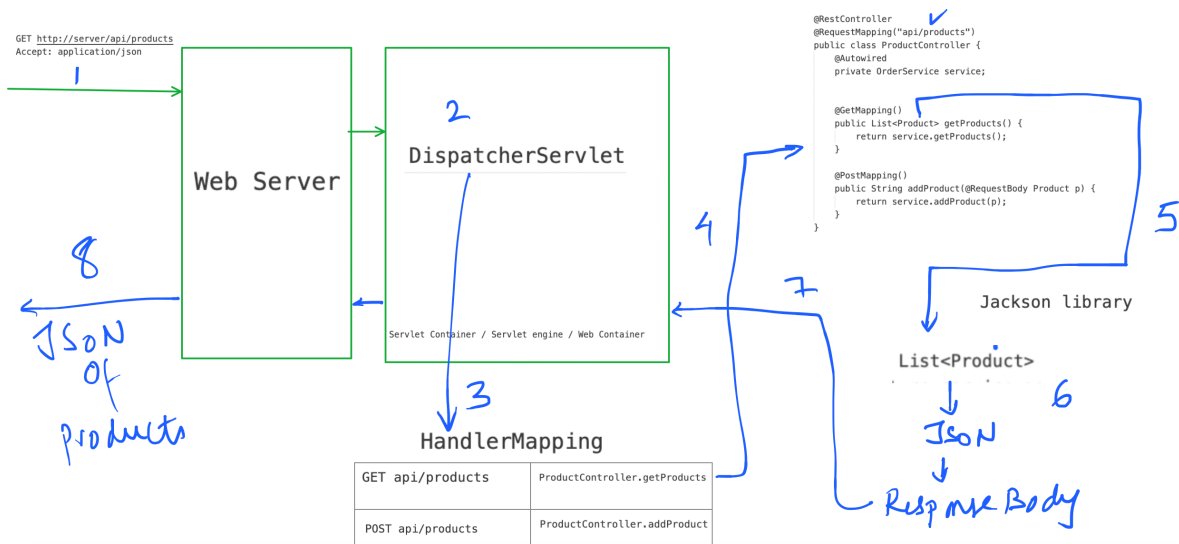 GET http://server/api/products
Accept: application/json
1
Web Server
8
JSON
Of
products
2
DispatcherServlet
Servlet Container / Servlet engine / Web Container
3
HandlerMapping
GET api/products
ProductController.getProducts
POST api/products
ProductController.addProduct
4
@RestController
@RequestMapping("api/products")
public class ProductController {
@Autowired
private OrderService service;
@GetMapping()
public List<Product> getProducts() {
return service.getProducts();
}
@PostMapping()
public String addProduct(@RequestBody Product p) {
return service.addProduct(p);
}
}
5
Jackson library
List<Product>
6
JSON
Response Body
7